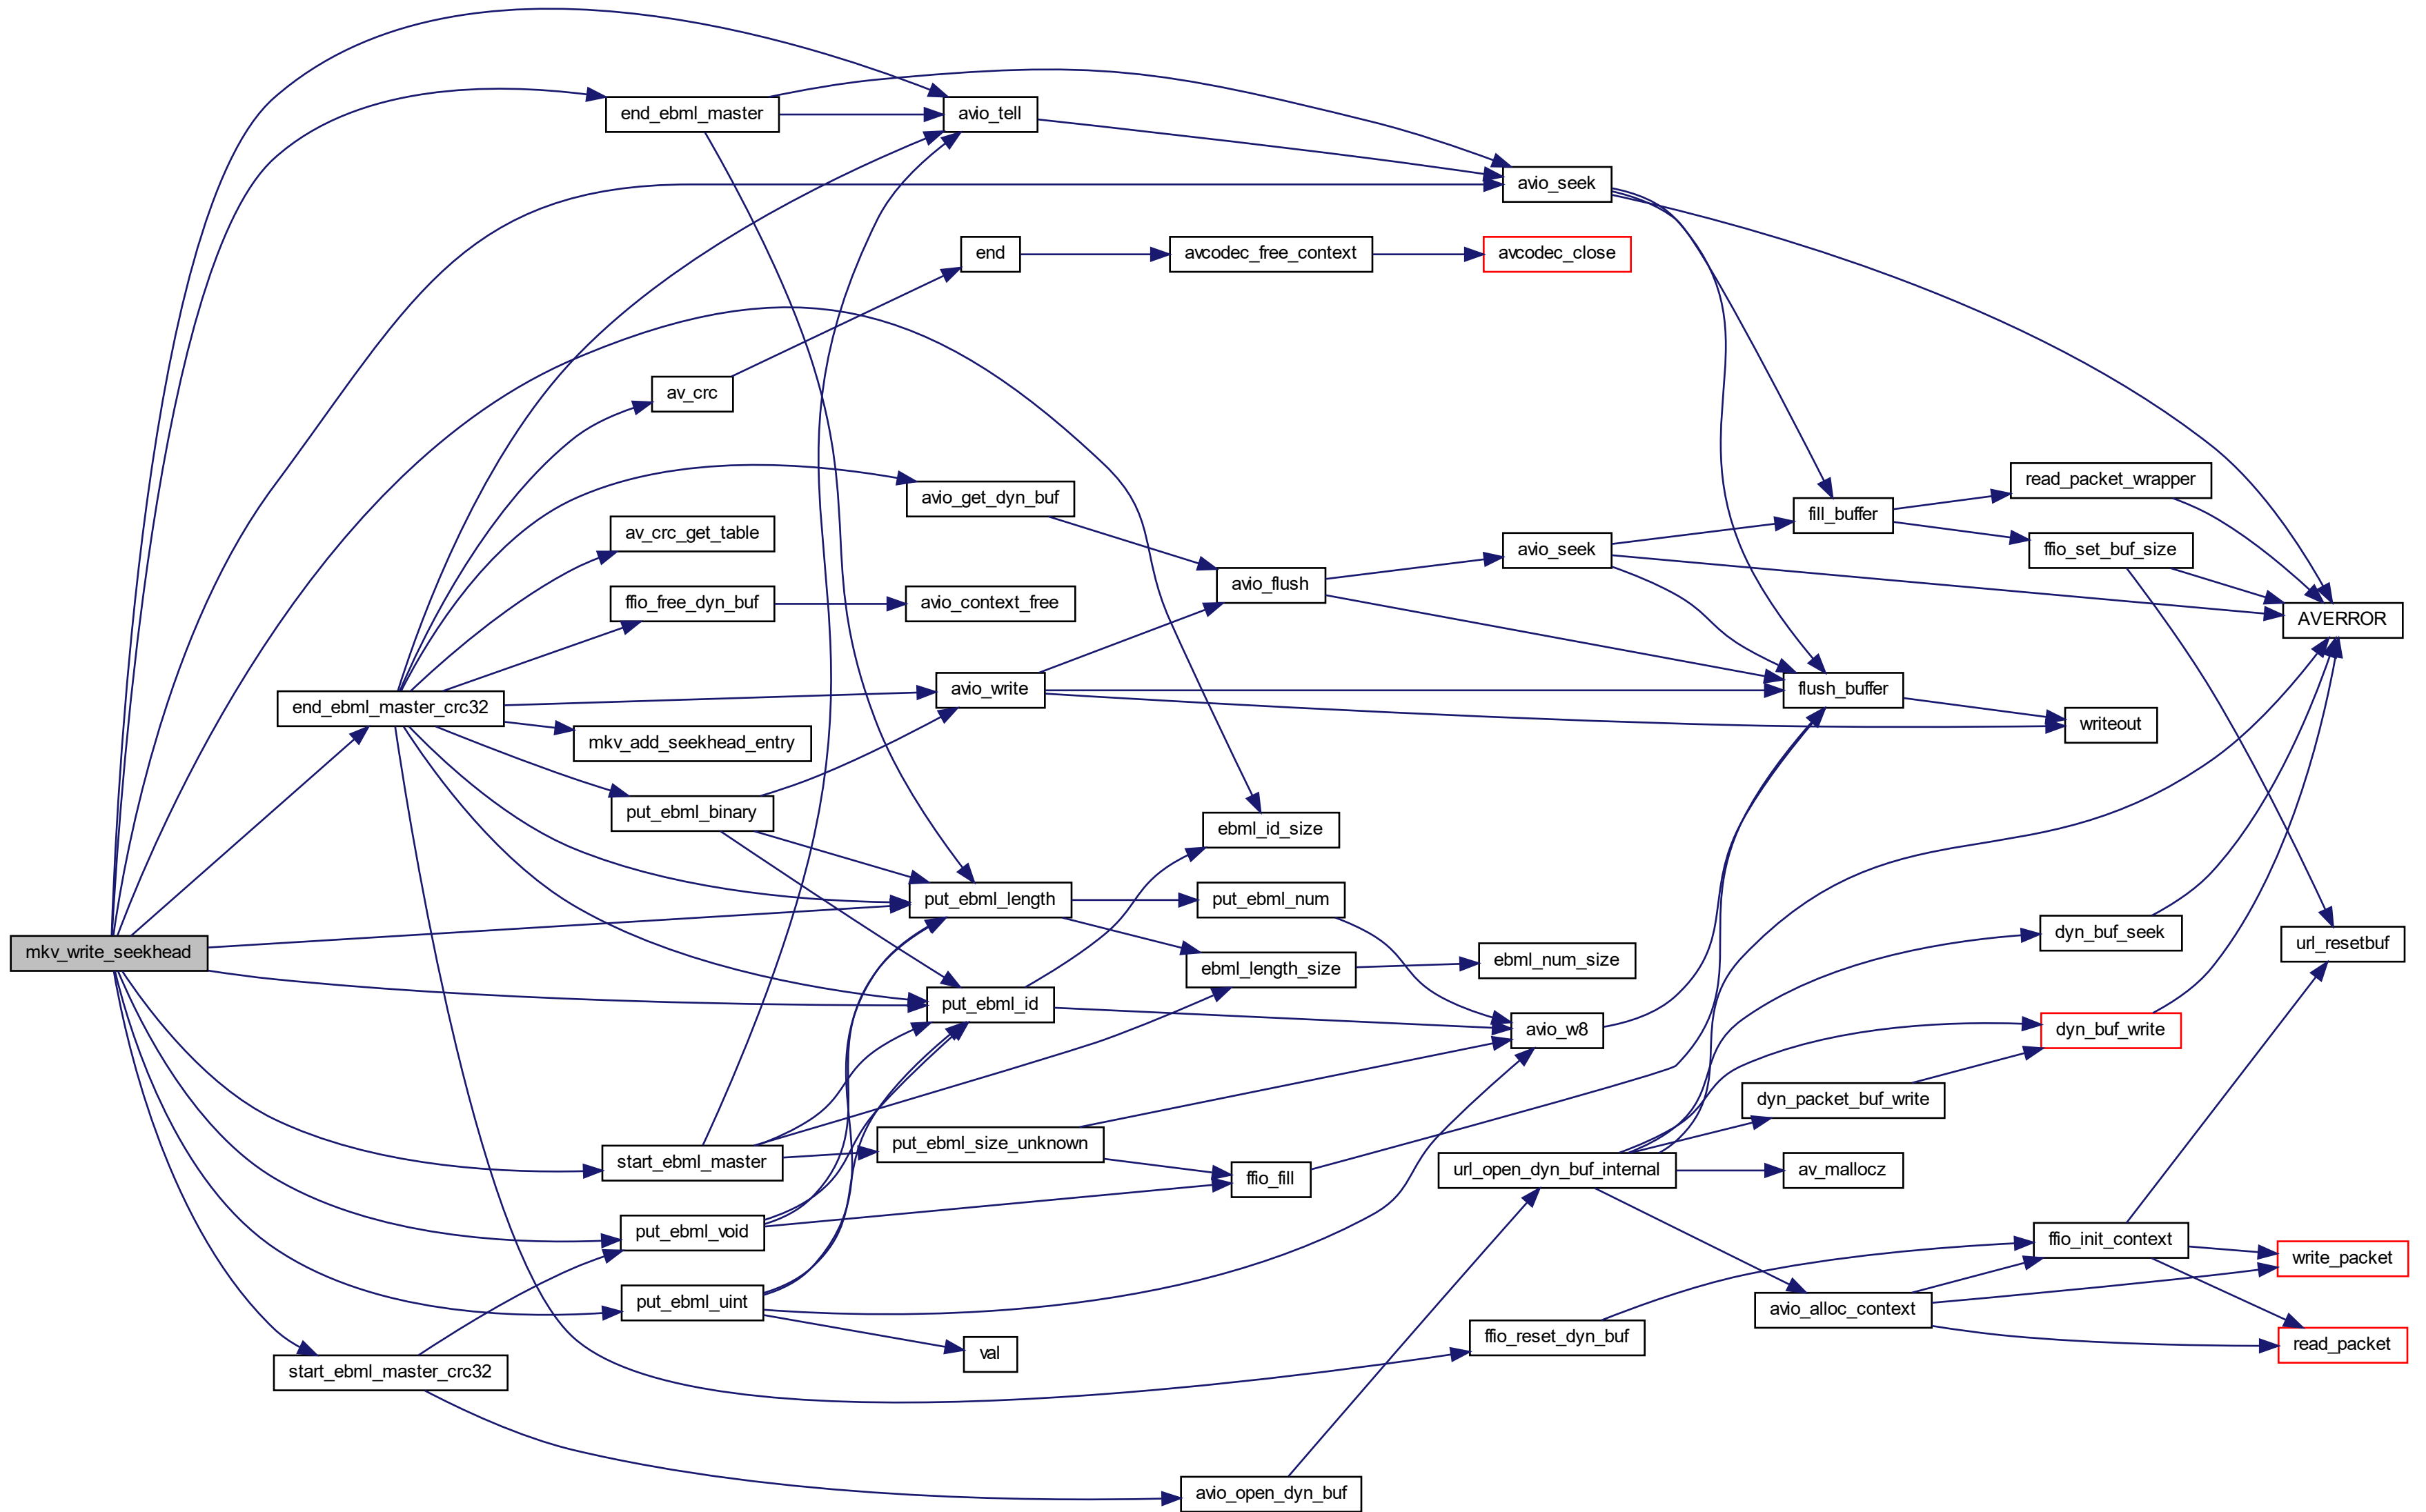 end_ebml_master
avio_tell
avio_seek
end
avcodec_free_context
avcodec_close
av_crc
read_packet_wrapper
avio_get_dyn_buf
fill_buffer
av_crc_get_table
avio_seek
ffio_set_buf_size
avio_flush
ffio_free_dyn_buf
avio_context_free
AVERROR
end_ebml_master_crc32
avio_write
flush_buffer
writeout
mkv_add_seekhead_entry
put_ebml_binary
ebml_id_size
put_ebml_length
put_ebml_num
dyn_buf_seek
url_resetbuf
mkv_write_seekhead
ebml_length_size
ebml_num_size
put_ebml_id
avio_w8
dyn_buf_write
dyn_packet_buf_write
put_ebml_size_unknown
start_ebml_master
ffio_fill
url_open_dyn_buf_internal
av_mallocz
put_ebml_void
ffio_init_context
write_packet
put_ebml_uint
avio_alloc_context
ffio_reset_dyn_buf
read_packet
val
start_ebml_master_crc32
avio_open_dyn_buf